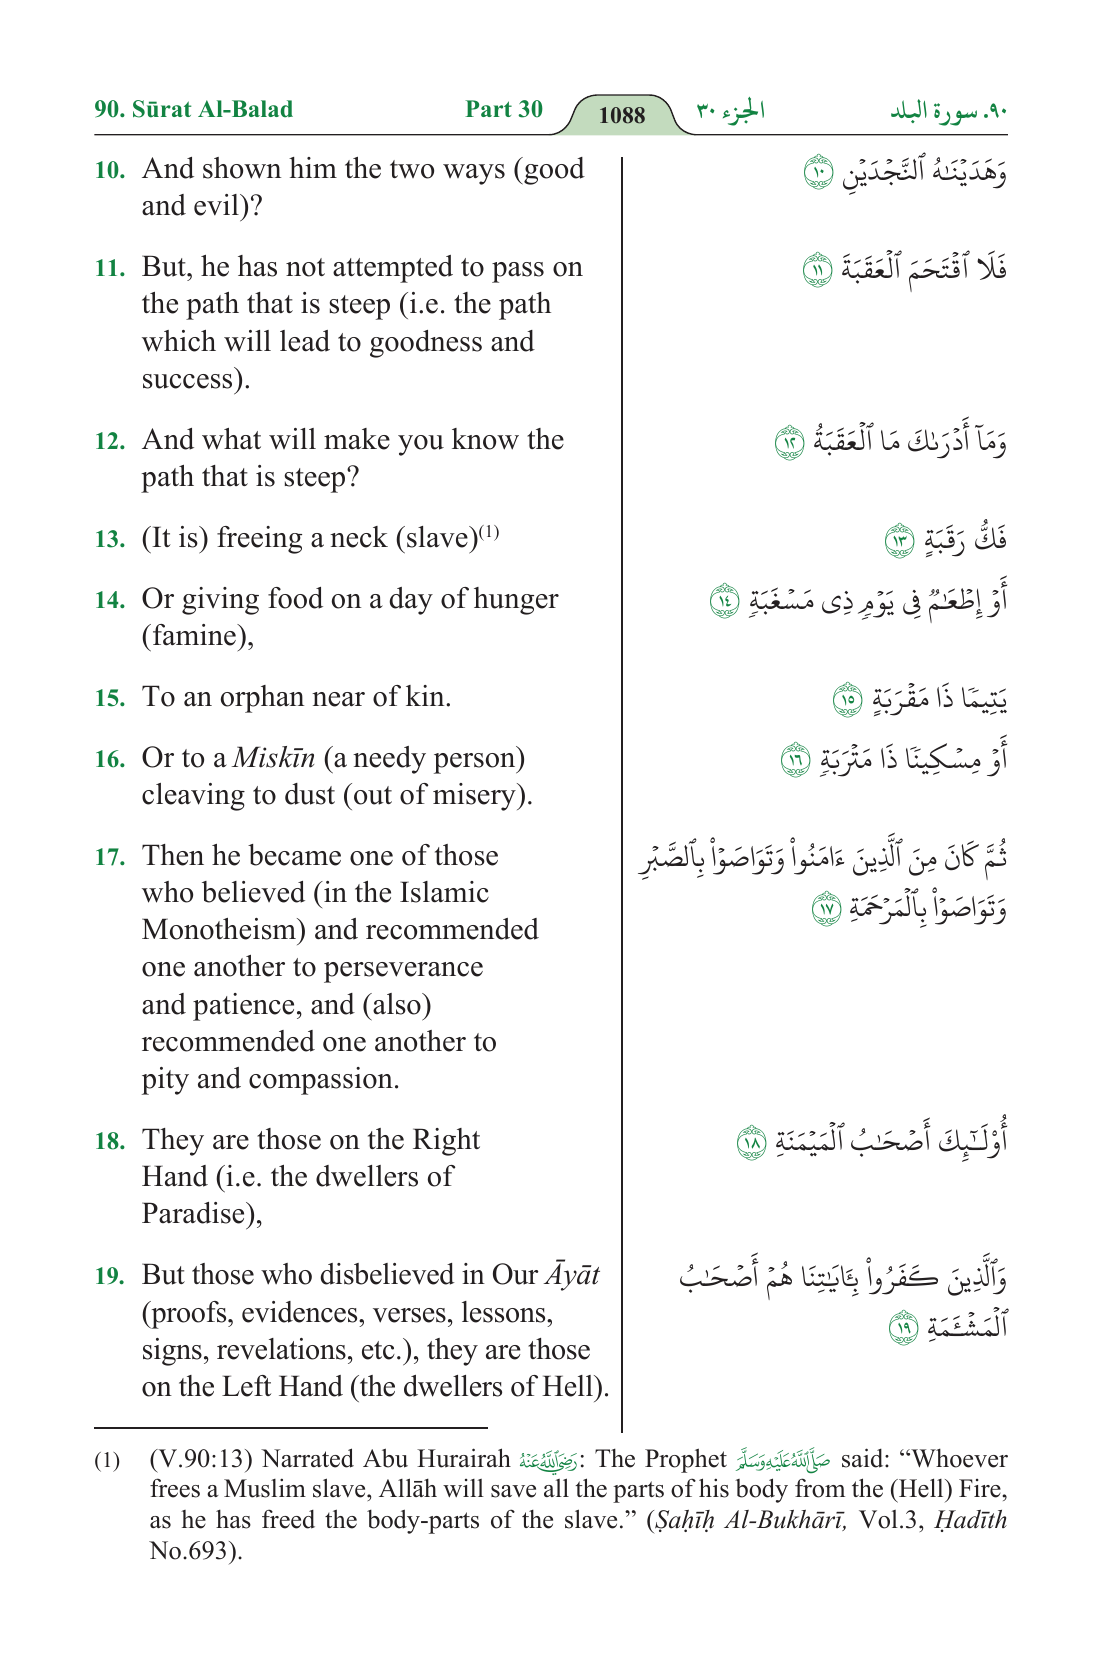 90. Sūrat Al-Balad Part 30 1088 الجزء ٣٠ ٩٠. سورة البلد
10. And shown him the two ways (good
and evil)?
وَهَدَيۡنَٰهُ ٱلنَّجۡدَيۡنِ ١٠
11. But, he has not attempted to pass on
the path that is steep (i.e. the path
which will lead to goodness and
success).
فَلَا ٱقۡتَحَمَ ٱلۡعَقَبَةَ ١١
12. And what will make you know the
path that is steep?
وَمَآ أَدۡرَىٰكَ مَا ٱلۡعَقَبَةُ ١٢
13. (It is) freeing a neck (slave)(1)
فَكُّ رَقَبَةٍ ١٣
14. Or giving food on a day of hunger
(famine),
أَوۡ إِطۡعَٰمٞ فِي يَوۡمٖ ذِي مَسۡغَبَةٖ ١٤
15. To an orphan near of kin.
يَتِيمٗا ذَا مَقۡرَبَةٍ ١٥
16. Or to a Miskīn (a needy person)
cleaving to dust (out of misery).
أَوۡ مِسۡكِينٗا ذَا مَتۡرَبَةٖ ١٦
17. Then he became one of those
who believed (in the Islamic
Monotheism) and recommended
one another to perseverance
and patience, and (also)
recommended one another to
pity and compassion.
ثُمَّ كَانَ مِنَ ٱلَّذِينَ ءَامَنُواْ وَتَوَاصَوۡاْ بِٱلصَّبۡرِ
وَتَوَاصَوۡاْ بِٱلۡمَرۡحَمَةِ ١٧
18. They are those on the Right
Hand (i.e. the dwellers of
Paradise),
أُوْلَٰٓئِكَ أَصۡحَٰبُ ٱلۡمَيۡمَنَةِ ١٨
19. But those who disbelieved in Our Āyāt
(proofs, evidences, verses, lessons,
signs, revelations, etc.), they are those
on the Left Hand (the dwellers of Hell).
وَٱلَّذِينَ كَفَرُواْ بِـَٔايَٰتِنَا هُمۡ أَصۡحَٰبُ
ٱلۡمَشۡـَٔمَةِ ١٩
(1) (V.90:13) Narrated Abu Hurairah رَضِيَ ٱللَّهُ عَنْهُ: The Prophet صَلَّى ٱللَّهُ عَلَيْهِ وَسَلَّمَ said: “Whoever
frees a Muslim slave, Allāh will save all the parts of his body from the (Hell) Fire,
as he has freed the body-parts of the slave.” (Ṣaḥīḥ Al-Bukhārī, Vol.3, Ḥadīth
No.693).